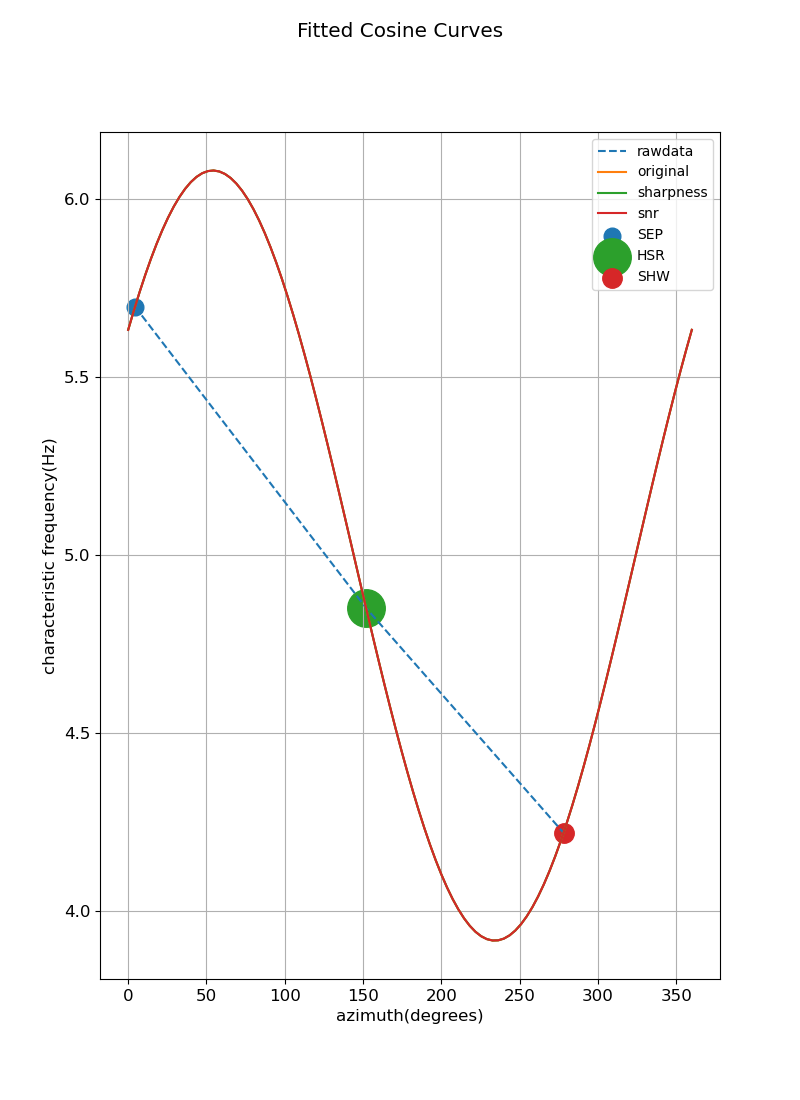 Fitted Cosine Curves
rawdata
original
sharpness
snr
SEP
HSR
SHW
6.0
5.5
5.0
4.5
4.0
characteristic frequency(Hz)
0 50 100 150 200 250 300 350
azimuth(degrees)